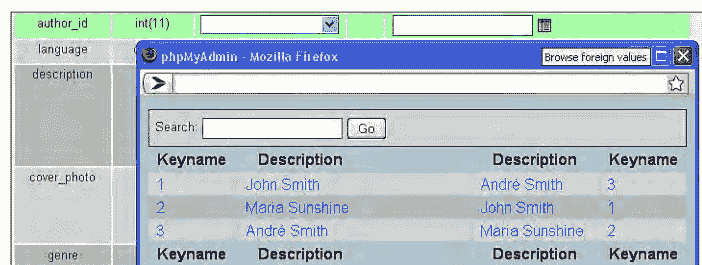 author_id int(11)
language
phpMyAdmin - Mozilla Firefox Browse foreign values
description
Search: Go
Keyname Description Description Keyname
cover_photo
1 John Smith André Smith 3
2 Maria Sunshine John Smith 1
3 André Smith Maria Sunshine 2
genre
Keyname Description Description Keyname